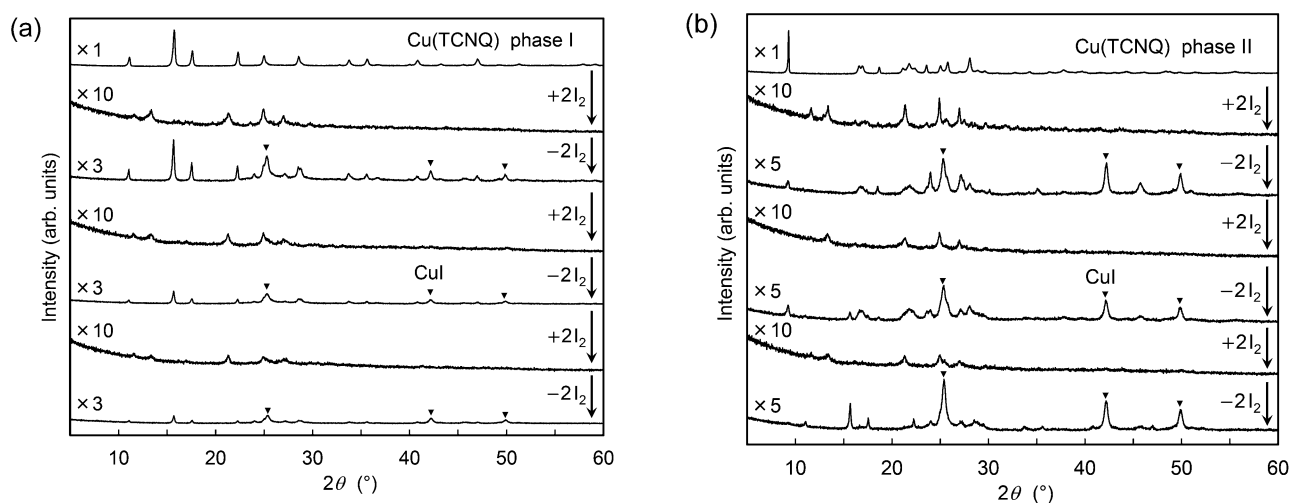 (a)
Intensity (arb. units)
×1
Cu(TCNQ) phase I
×10
+2I₂
×3
−2I₂
×10
+2I₂
CuI
×3
−2I₂
×10
+2I₂
×3
−2I₂
10 20 30 40 50 60
2θ (°)
(b)
Intensity (arb. units)
×1
Cu(TCNQ) phase II
×10
+2I₂
×5
−2I₂
×10
+2I₂
CuI
×5
−2I₂
×10
+2I₂
×5
−2I₂
10 20 30 40 50 60
2θ (°)